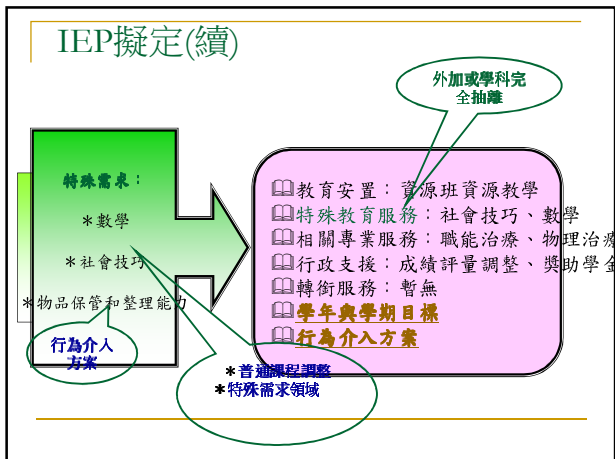 IEP擬定(續)
外加或學科完
全抽離
特殊需求：
＊數學
＊社會技巧
＊物品保管和整理能力
行為介入
方案
教育安置：資源班資源教學
特殊教育服務：社會技巧、數學
相關專業服務：職能治療、物理治療
行政支援：成績評量調整、獎助學金
轉銜服務：暫無
學年與學期目標
行為介入方案
＊普通課程調整
＊特殊需求領域